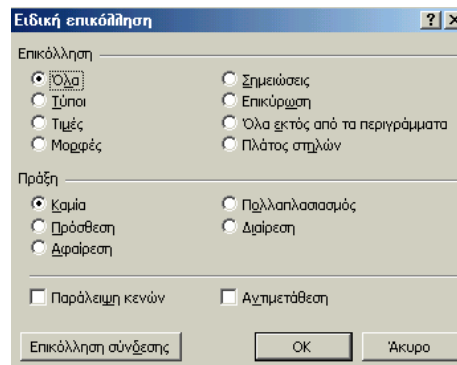 Ειδική επικόλληση
Επικόλληση
Όλα Σημειώσεις
Τύποι Επικύρωση
Τιμές Όλα εκτός από τα περιγράμματα
Μορφές Πλάτος στηλών
Πράξη
Καμία Πολλαπλασιασμός
Πρόσθεση Διαίρεση
Αφαίρεση
Παράλειψη κενών Αντιμετάθεση
Επικόλληση σύνδεσης OK Άκυρο